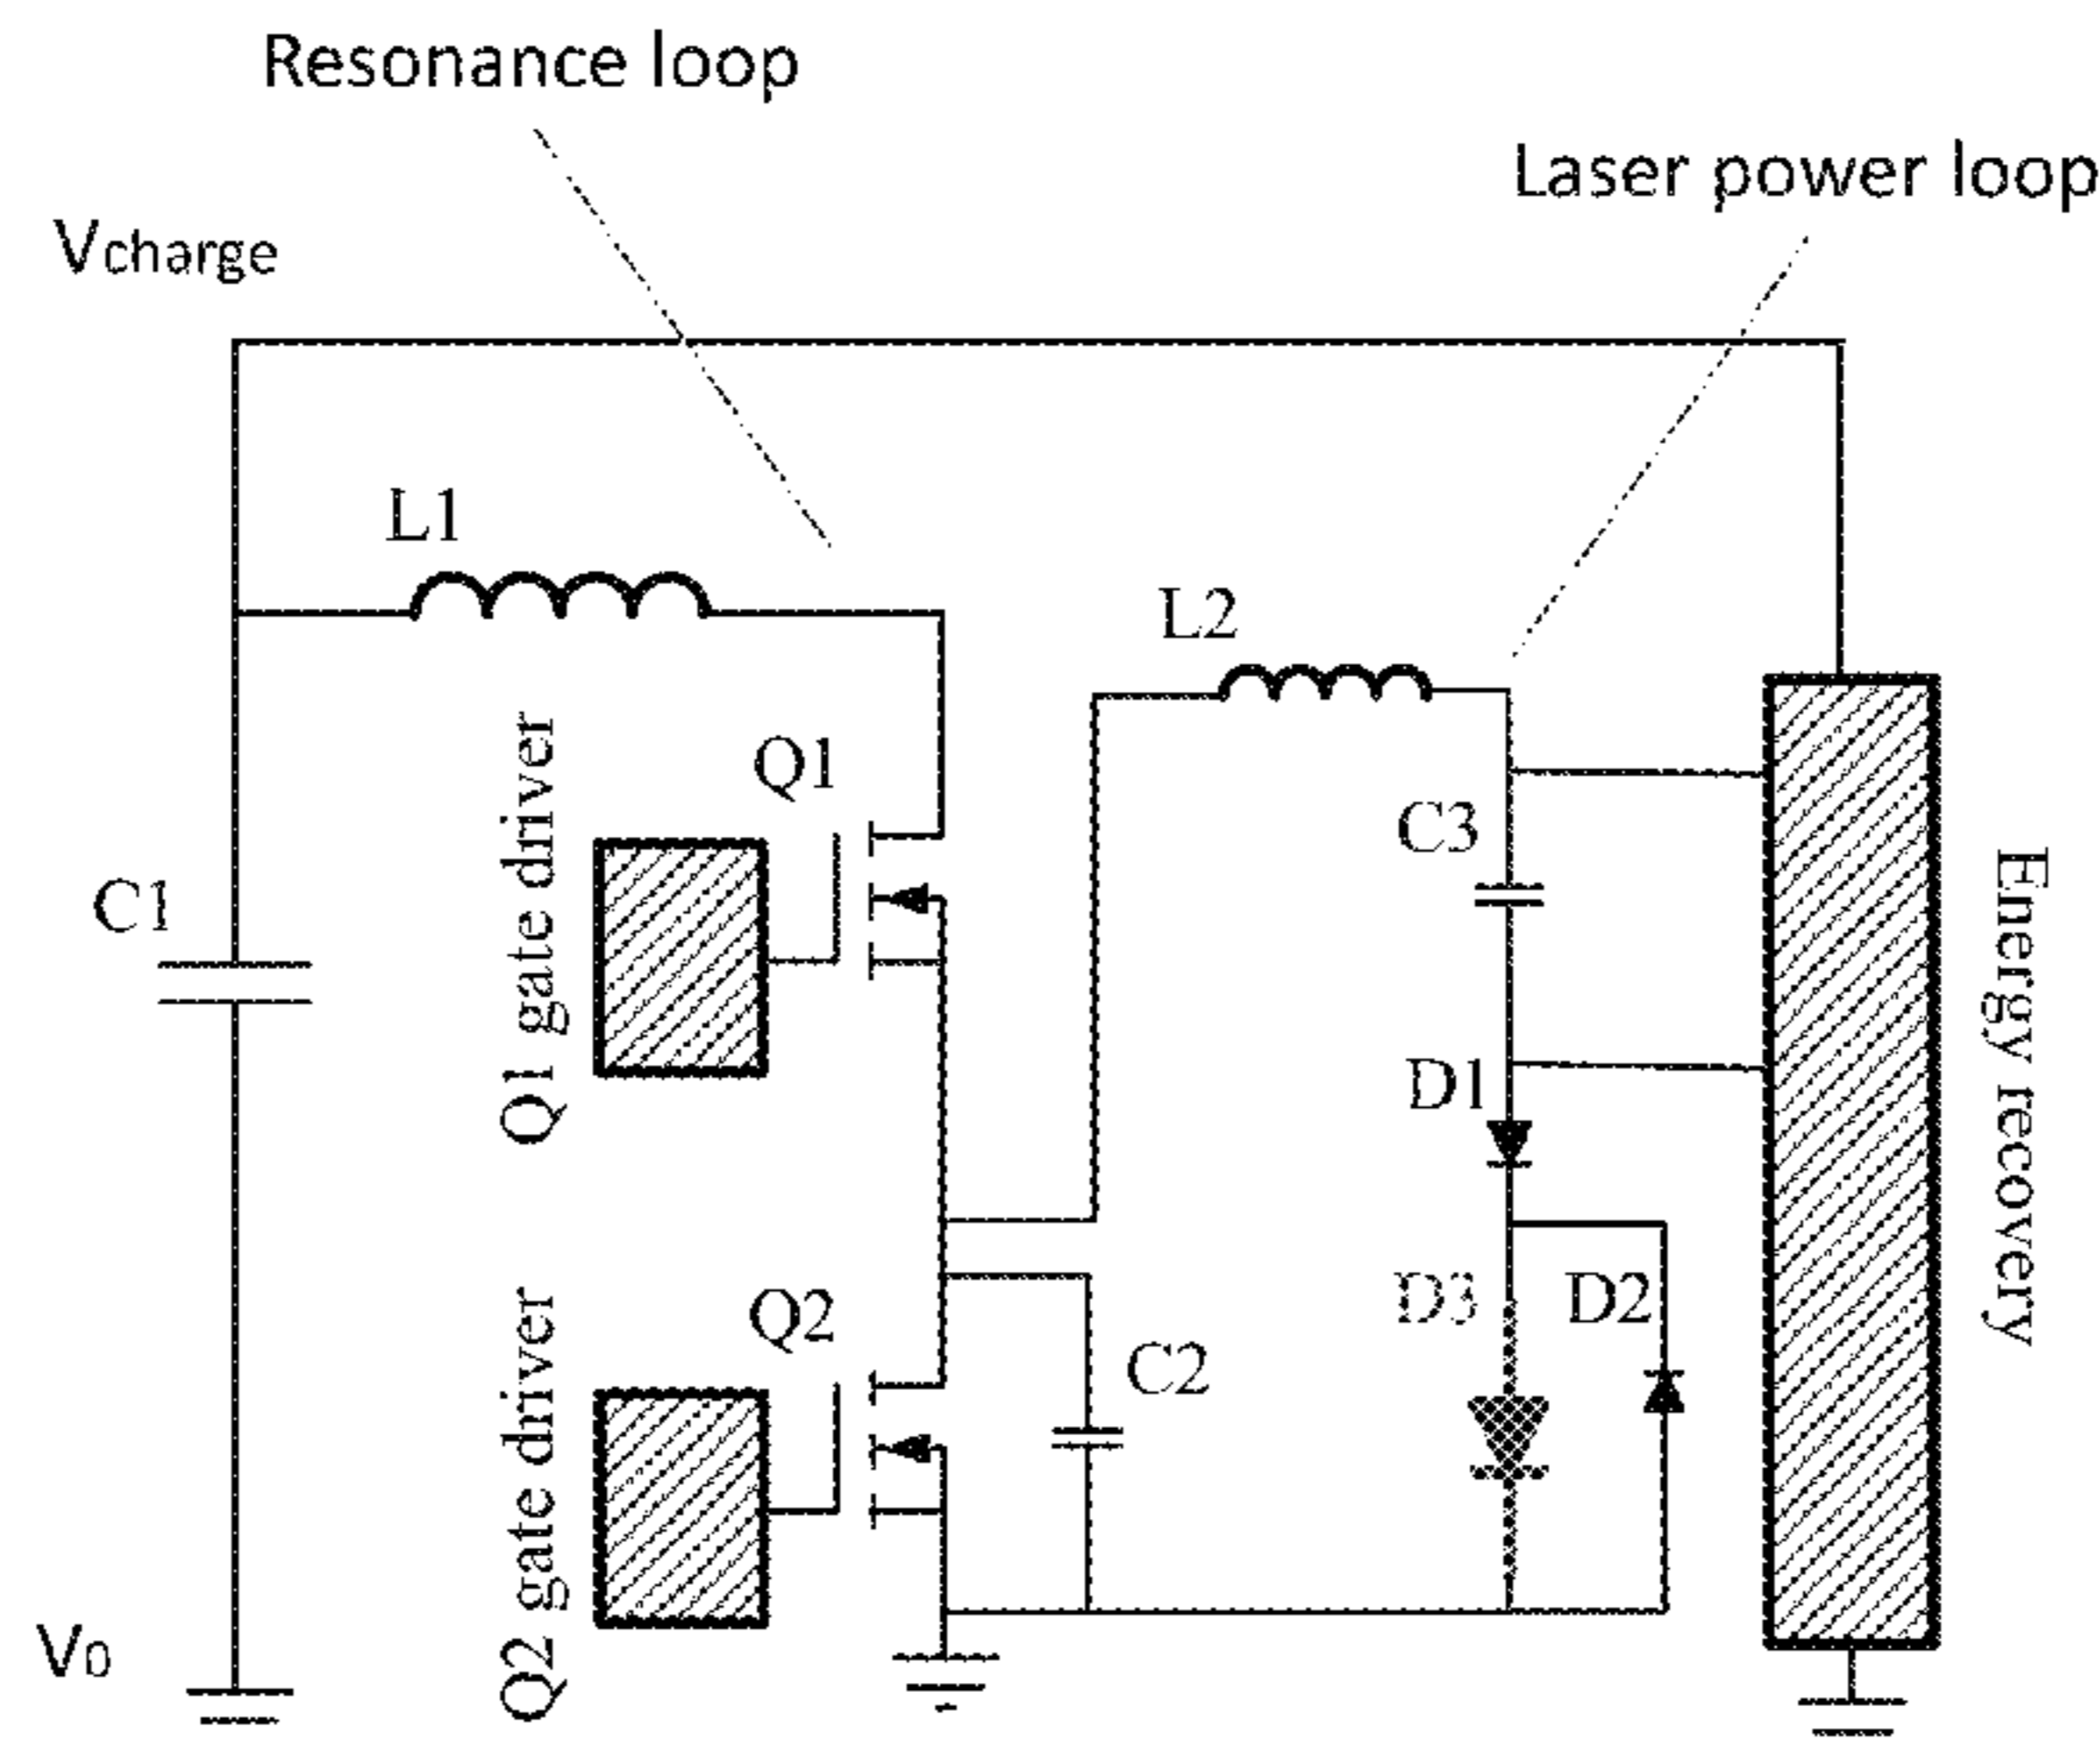 Resonance loop
Laser power loop
Vcharge
L1
L2
Q1 gate driver
Q1
C3
C1
Energy recovery
D1
Q2 gate driver
Q2
D3
D2
C2
V0